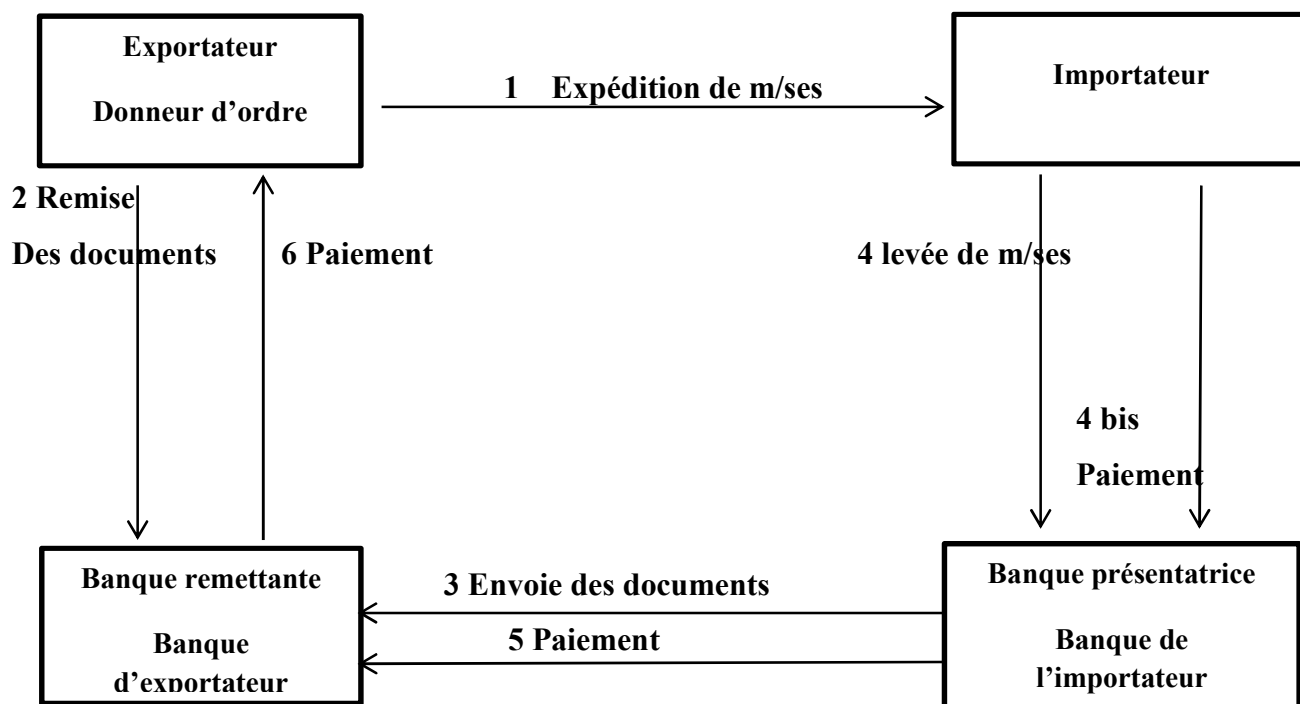 Exportateur
Donneur d’ordre
1 Expédition de m/ses
Importateur
2 Remise
Des documents
6 Paiement
4 levée de m/ses
4 bis
Paiement
Banque remettante
Banque
d’exportateur
3 Envoie des documents
5 Paiement
Banque présentatrice
Banque de
l’importateur